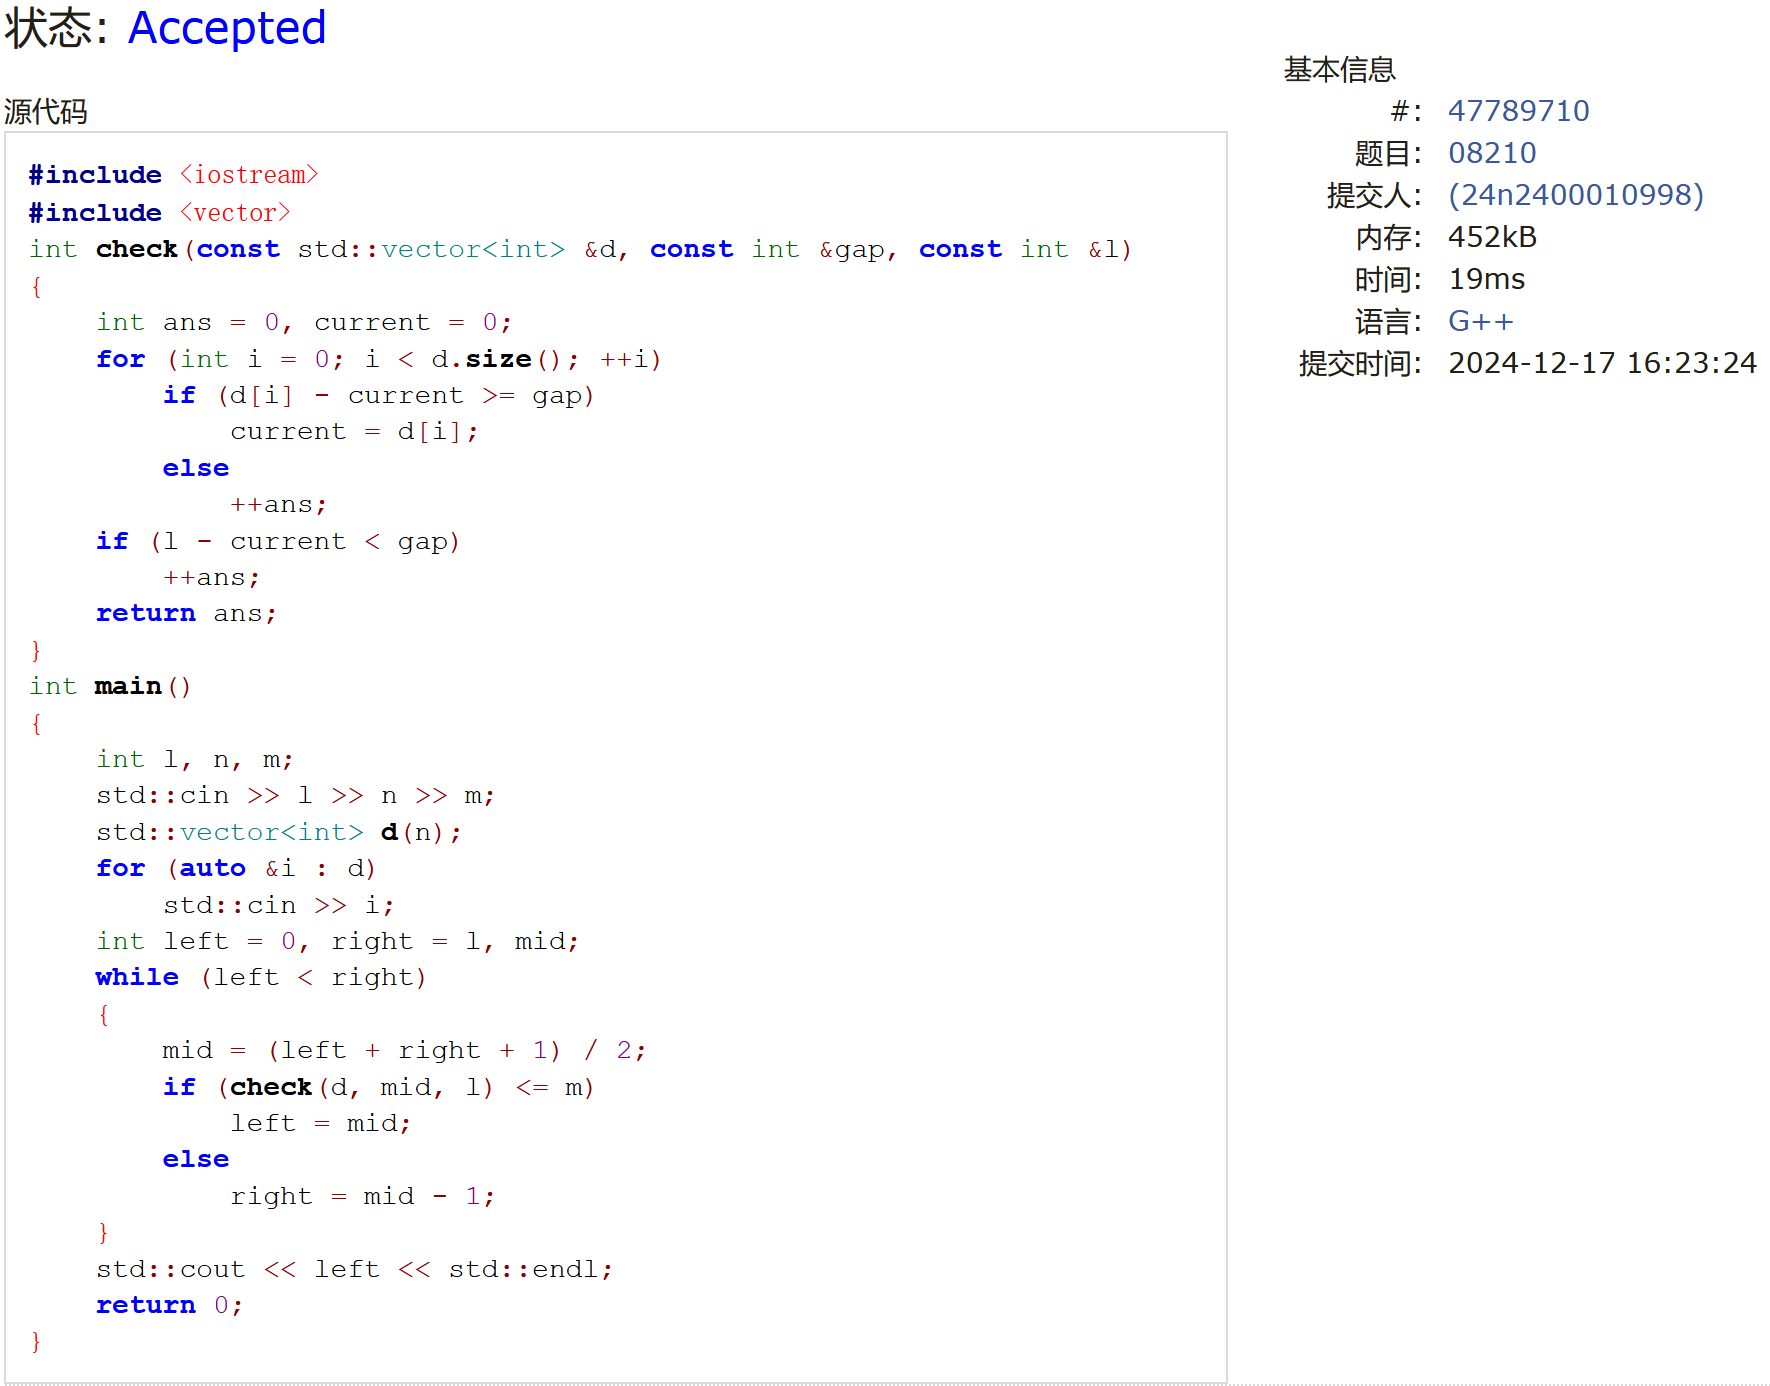 状态: Accepted
源代码
#include <iostream>
#include <vector>
int check(const std::vector<int> &d, const int &gap, const int &l)
{
    int ans = 0, current = 0;
    for (int i = 0; i < d.size(); ++i)
        if (d[i] - current >= gap)
            current = d[i];
        else
            ++ans;
    if (l - current < gap)
        ++ans;
    return ans;
}
int main()
{
    int l, n, m;
    std::cin >> l >> n >> m;
    std::vector<int> d(n);
    for (auto &i : d)
        std::cin >> i;
    int left = 0, right = l, mid;
    while (left < right)
    {
        mid = (left + right + 1) / 2;
        if (check(d, mid, l) <= m)
            left = mid;
        else
            right = mid - 1;
    }
    std::cout << left << std::endl;
    return 0;
}
基本信息
#: 47789710
题目: 08210
提交人: (24n2400010998)
内存: 452kB
时间: 19ms
语言: G++
提交时间: 2024-12-17 16:23:24